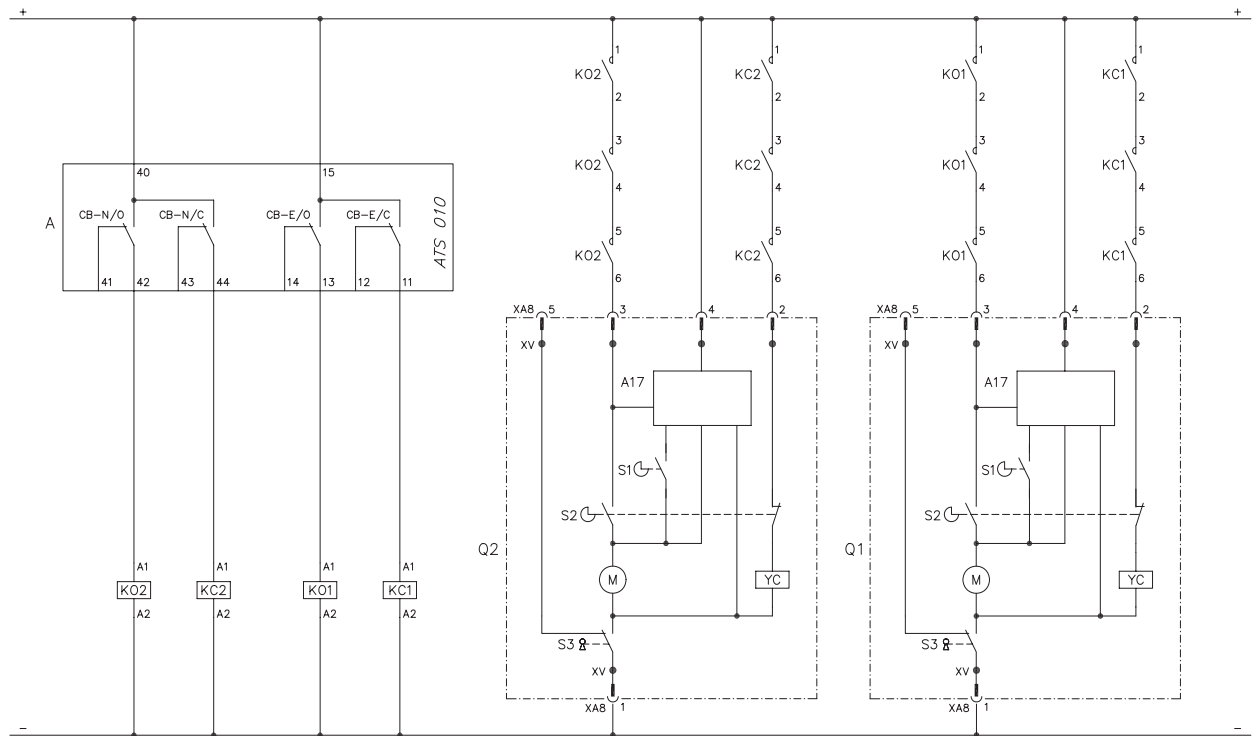 + +
1 1 1 1
KO2 KC2 KO1 KC1
2 2 2 2
3 3 3 3
KO2 KC2 KO1 KC1
4 4 4 4
40 15
A CB-N/O CB-N/C CB-E/O CB-E/C ATS 010
5 5 5 5
KO2 KC2 KO1 KC1
6 6 6 6
41 42 43 44 14 13 12 11
XA8 5 3 4 2 XA8 5 3 4 2
XV XV
A17 A17
S1 S1
S2 S2
Q2 Q1
A1 A1 A1 A1
KO2 KC2 KO1 KC1 M YC M YC
A2 A2 A2 A2
S3 S3
XV XV
XA8 1 XA8 1
- -